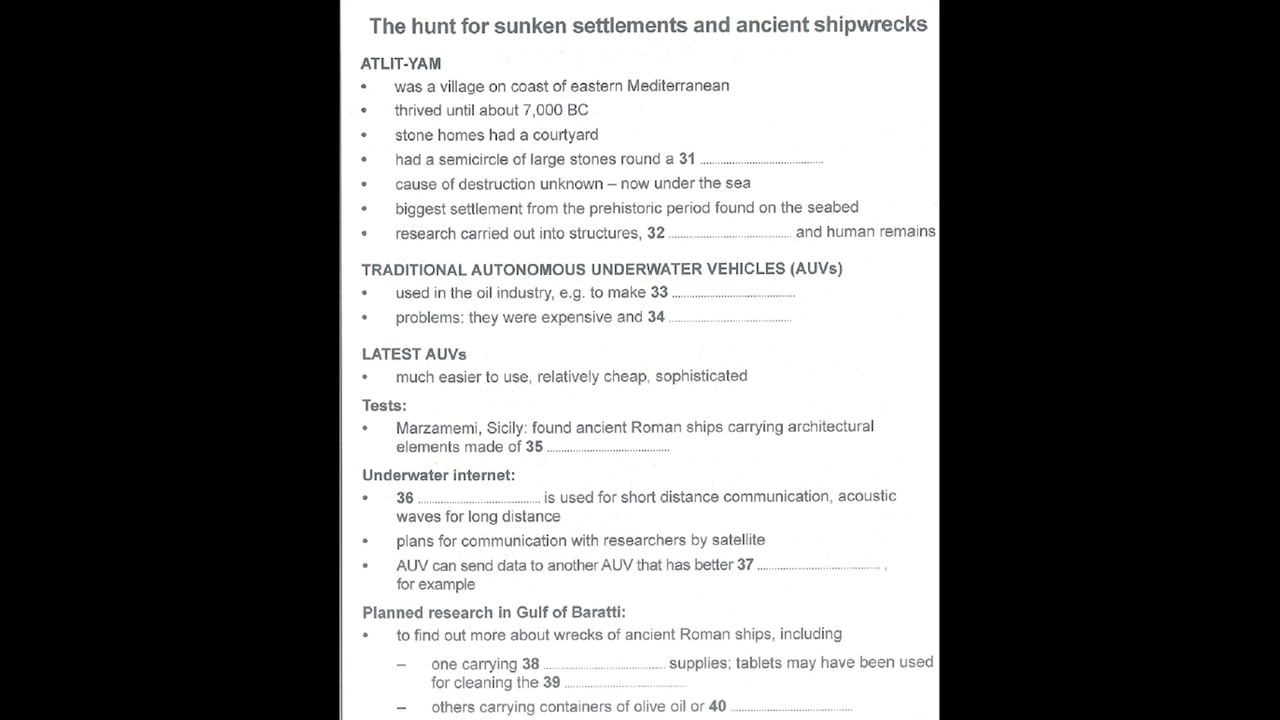 The hunt for sunken settlements and ancient shipwrecks
ATLIT-YAM
• was a village on coast of eastern Mediterranean
• thrived until about 7,000 BC
• stone homes had a courtyard
• had a semicircle of large stones round a 31 ..............................
• cause of destruction unknown – now under the sea
• biggest settlement from the prehistoric period found on the seabed
• research carried out into structures, 32 .............................. and human remains
TRADITIONAL AUTONOMOUS UNDERWATER VEHICLES (AUVs)
• used in the oil industry, e.g. to make 33 ..............................
• problems: they were expensive and 34 ..............................
LATEST AUVs
• much easier to use, relatively cheap, sophisticated
Tests:
• Marzamemi, Sicily: found ancient Roman ships carrying architectural
elements made of 35 ..............................
Underwater internet:
• 36 .............................. is used for short distance communication, acoustic
waves for long distance
• plans for communication with researchers by satellite
• AUV can send data to another AUV that has better 37 .............................. ,
for example
Planned research in Gulf of Baratti:
• to find out more about wrecks of ancient Roman ships, including
– one carrying 38 .............................. supplies; tablets may have been used
for cleaning the 39 ..............................
– others carrying containers of olive oil or 40 ..............................